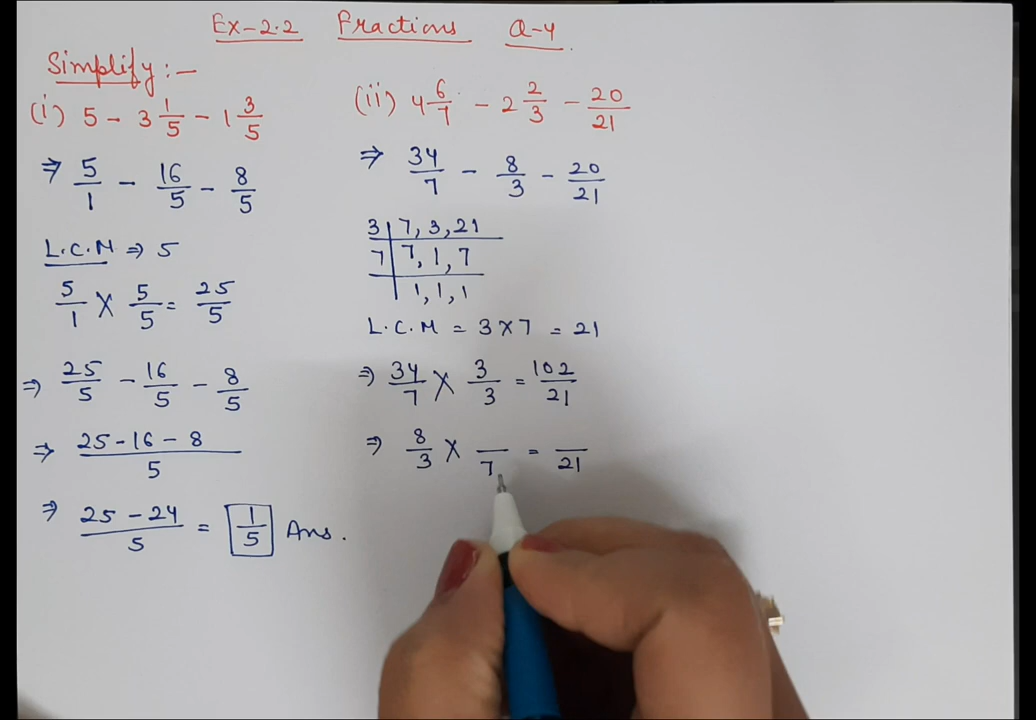 Ex-2.2 Fractions Q-4.
Simplify:-
(i) 5 - 3 1/5 - 1 3/5
⇒ 5/1 - 16/5 - 8/5
L.C.M ⇒ 5
5/1 × 5/5 = 25/5
⇒ 25/5 - 16/5 - 8/5
⇒ 25-16-8/5
⇒ 25-24/5 = 1/5 Ans.
(ii) 4 6/7 - 2 2/3 - 20/21
⇒ 34/7 - 8/3 - 20/21
3 | 7, 3, 21
7 | 7, 1, 7
| 1, 1, 1
L.C.M = 3×7 = 21
⇒ 34/7 × 3/3 = 102/21
⇒ 8/3 × /7 = /21